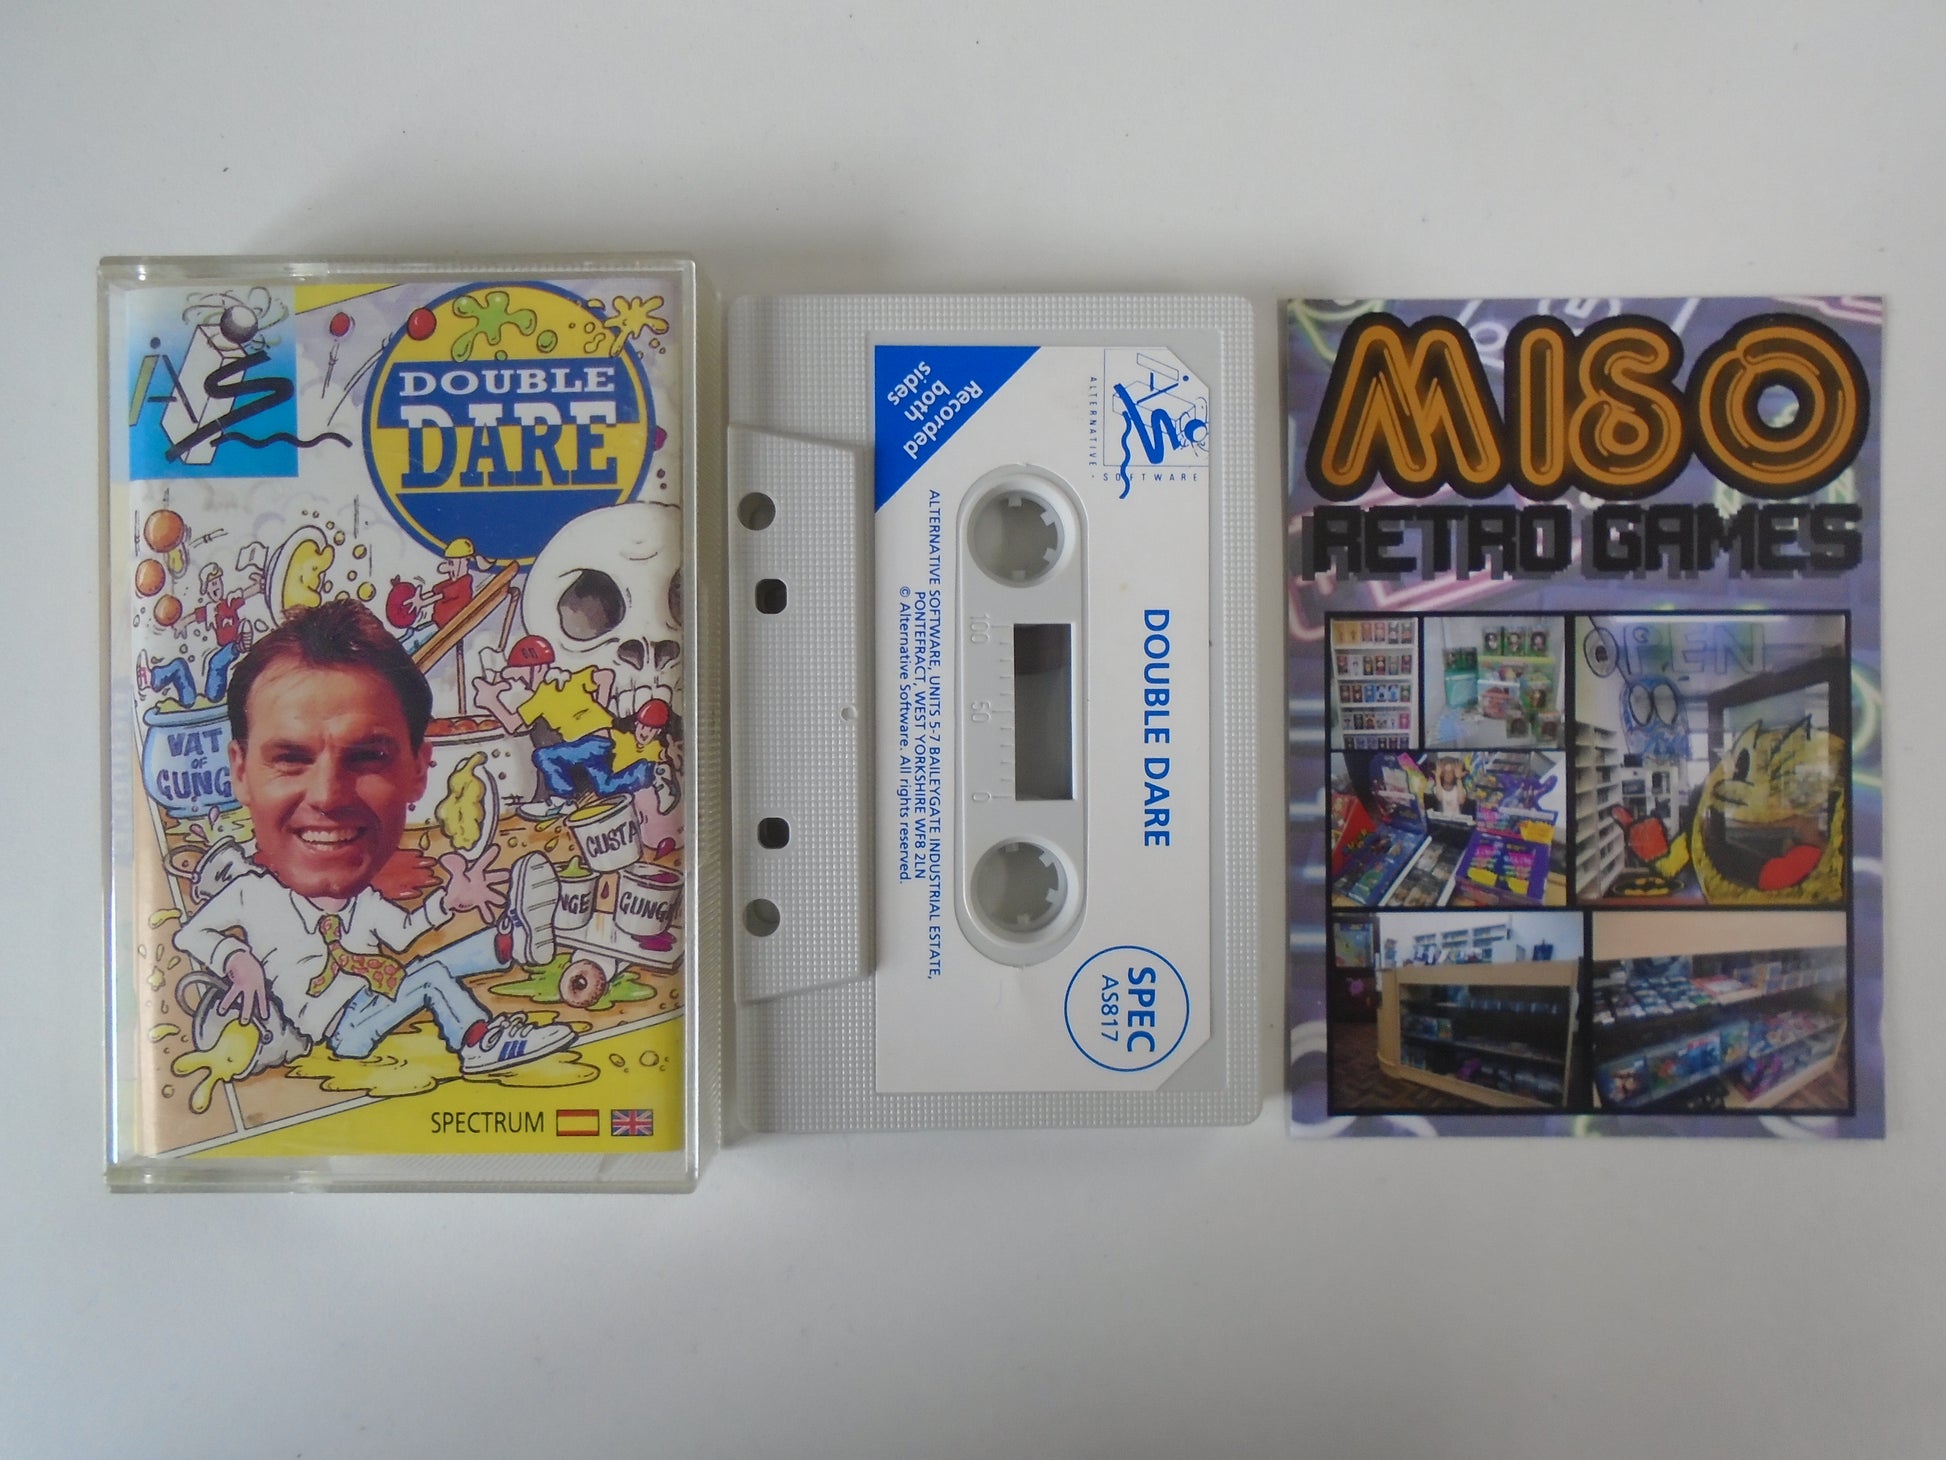 DOUBLE
DARE
VAT
OF
GUNG
CUSTA
NGE
GUNG
SPECTRUM
Recorded
both
sides
ALTERNATIVE
SOFTWARE
DOUBLE DARE
100
50
0
ALTERNATIVE SOFTWARE, UNITS 5-7 BAILEYGATE INDUSTRIAL ESTATE,
PONTEFRACT, WEST YORKSHIRE WF8 2LN
© Alternative Software. All rights reserved.
SPEC
AS817
MISO
RETRO GAMES
OPEN